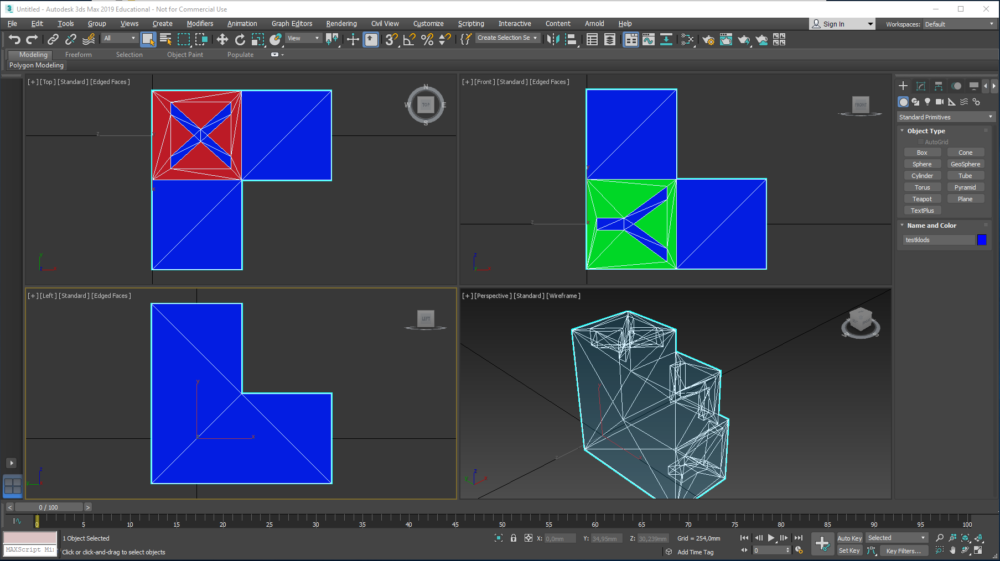 Untitled - Autodesk 3ds Max 2019 Educational - Not for Commercial Use
File Edit Tools Group Views Create Modifiers Animation Graph Editors Rendering Civil View Customize Scripting Interactive Content Arnold Help Sign In Workspaces: Default
All View Create Selection Se
Modeling Freeform Selection Object Paint Populate
Polygon Modeling
[+][Top][Standard][Edged Faces]
N
W TOP E
S
z
x
y
z
[+][Front][Standard][Edged Faces]
FRONT
y
z x
z
y
[+][Left][Standard][Edged Faces]
LEFT
y
x
z
y
[+][Perspective][Standard][Wireframe]
y
z x
z
y x
Standard Primitives
Object Type
AutoGrid
Box Cone
Sphere GeoSphere
Cylinder Tube
Torus Pyramid
Teapot Plane
TextPlus
Name and Color
testklods
< 0 / 100 >
0 5 10 15 20 25 30 35 40 45 50 55 60 65 70 75 80 85 90 95 100
1 Object Selected X: 0,0mm Y: 34,95mm Z: 30,239mm Grid = 254,0mm Auto Key Selected
MAXScript Mi Click or click-and-drag to select objects Add Time Tag 0 Set Key Key Filters...